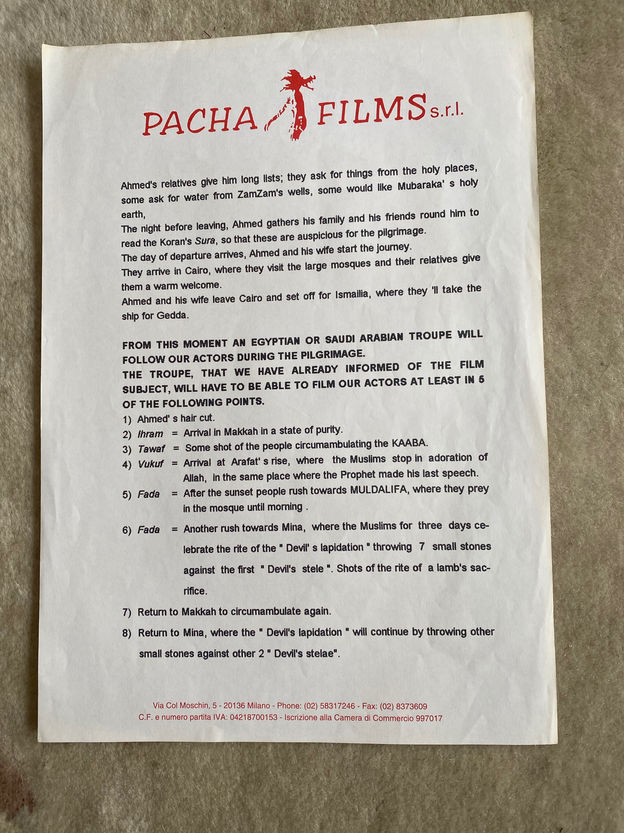 PACHA FILMS s.r.l.
Ahmed's relatives give him long lists; they ask for things from the holy places,
some ask for water from ZamZam's wells, some would like Mubaraka' s holy
earth,
The night before leaving, Ahmed gathers his family and his friends round him to
read the Koran's Sura, so that these are auspicious for the pilgrimage.
The day of departure arrives, Ahmed and his wife start the journey.
They arrive in Cairo, where they visit the large mosques and their relatives give
them a warm welcome.
Ahmed and his wife leave Cairo and set off for Ismailia, where they 'll take the
ship for Gedda.
FROM THIS MOMENT AN EGYPTIAN OR SAUDI ARABIAN TROUPE WILL
FOLLOW OUR ACTORS DURING THE PILGRIMAGE.
THE TROUPE, THAT WE HAVE ALREADY INFORMED OF THE FILM
SUBJECT, WILL HAVE TO BE ABLE TO FILM OUR ACTORS AT LEAST IN 5
OF THE FOLLOWING POINTS.
1) Ahmed' s hair cut.
2) Ihram = Arrival in Makkah in a state of purity.
3) Tawaf = Some shot of the people circumambulating the KAABA.
4) Vukuf = Arrival at Arafat' s rise, where the Muslims stop in adoration of
Allah, in the same place where the Prophet made his last speech.
5) Fada = After the sunset people rush towards MULDALIFA, where they prey
in the mosque until morning .
6) Fada = Another rush towards Mina, where the Muslims for three days ce-
lebrate the rite of the " Devil' s lapidation " throwing 7 small stones
against the first " Devil's stele ". Shots of the rite of a lamb's sac-
rifice.
7) Return to Makkah to circumambulate again.
8) Return to Mina, where the " Devil's lapidation " will continue by throwing other
small stones against other 2 " Devil's stelae".
Via Col Moschin, 5 - 20136 Milano - Phone: (02) 58317246 - Fax: (02) 8373609
C.F. e numero partita IVA: 04218700153 - Iscrizione alla Camera di Commercio 997017